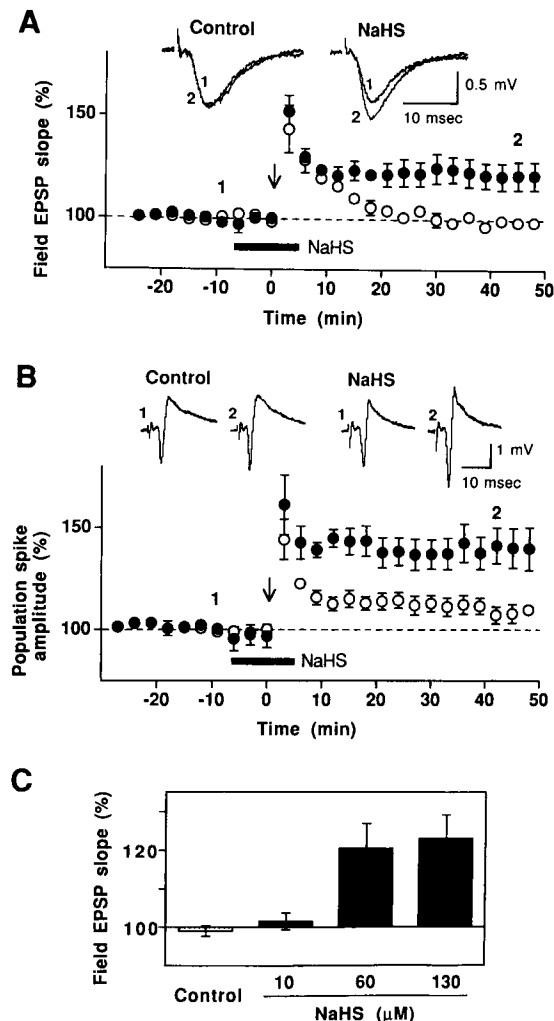 A
Control
NaHS
1
2
1
2
0.5 mV
10 msec
Field EPSP slope (%)
150
100
1
2
NaHS
-20
-10
0
10
20
30
40
50
Time (min)
B
Control
NaHS
1
2
1
2
1 mV
10 msec
Population spike
amplitude (%)
150
100
1
2
NaHS
-20
-10
0
10
20
30
40
50
Time (min)
C
Field EPSP slope (%)
120
100
Control
10
60
130
NaHS (μM)